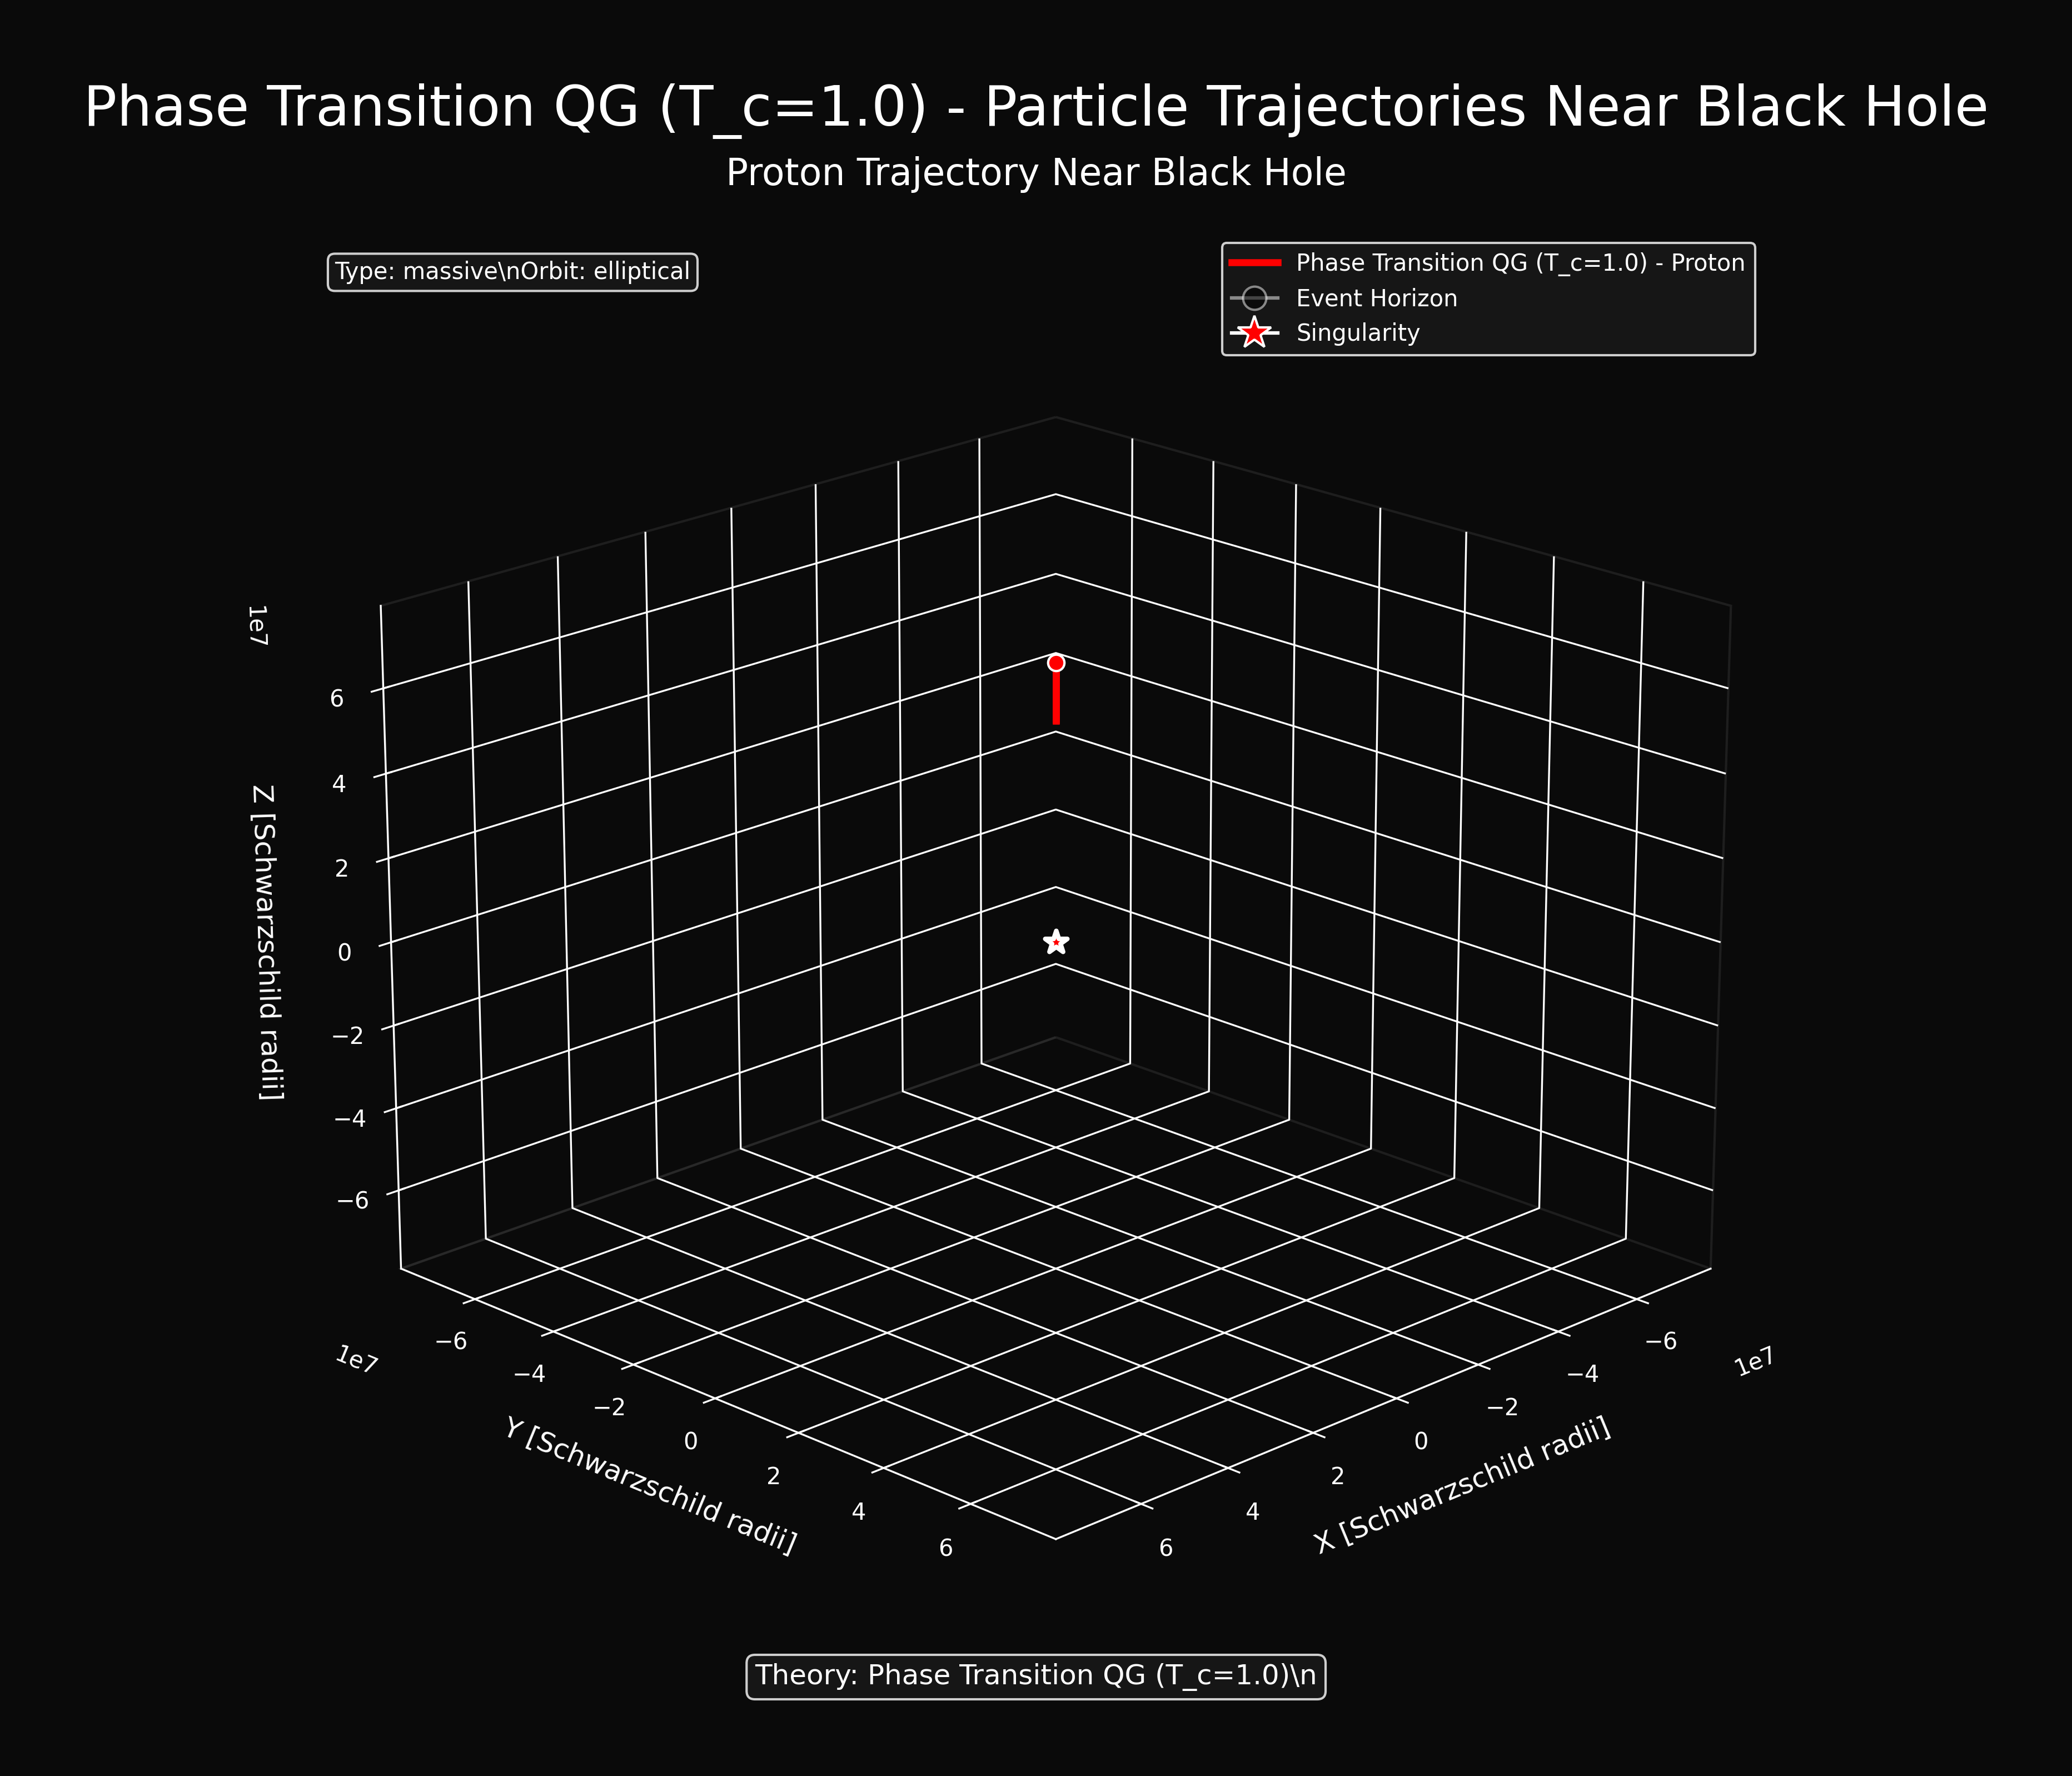 Phase Transition QG (T_c=1.0) - Particle Trajectories Near Black Hole
Proton Trajectory Near Black Hole
Type: massive\nOrbit: elliptical
Phase Transition QG (T_c=1.0) - Proton
Event Horizon
Singularity
1e7
6
4
2
0
−2
−4
−6
Z [Schwarzschild radii]
1e7
−6
−4
−2
0
2
4
6
Y [Schwarzschild radii]
6
4
2
0
−2
−4
−6
1e7
X [Schwarzschild radii]
Theory: Phase Transition QG (T_c=1.0)\n